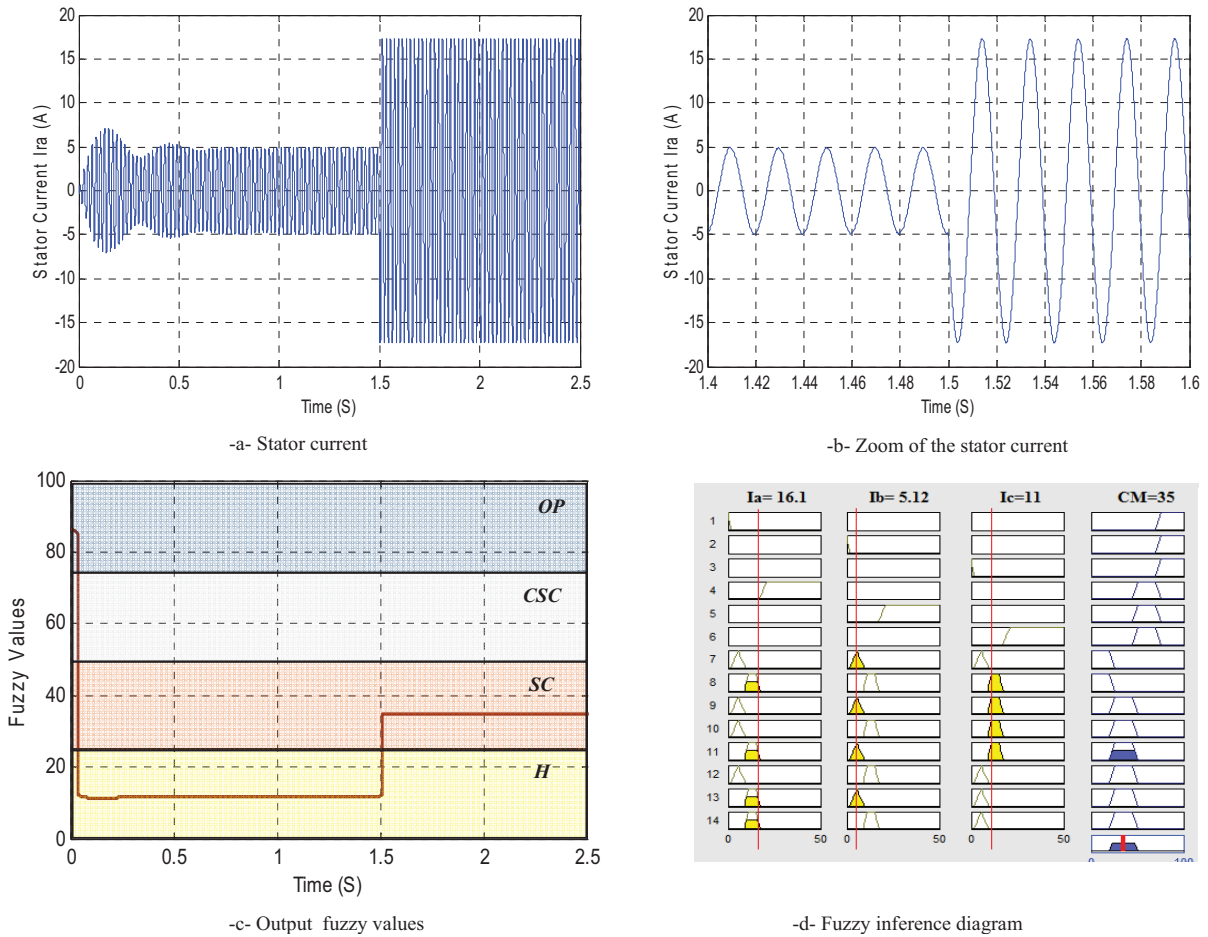 20
15
10
5
0
-5
-10
-15
-20
Stator Current Ira (A)
0 0.5 1 1.5 2 2.5
Time (S)
-a- Stator current
20
15
10
5
0
-5
-10
-15
-20
Stator Current Ira (A)
1.4 1.42 1.44 1.46 1.48 1.5 1.52 1.54 1.56 1.58 1.6
Time (S)
-b- Zoom of the stator current
100
80
60
40
20
0
Fuzzy Values
OP
CSC
SC
H
0 0.5 1 1.5 2 2.5
Time (S)
-c- Output fuzzy values
Ia= 16.1 Ib= 5.12 Ic=11 CM=35
1
2
3
4
5
6
7
8
9
10
11
12
13
14
0 50 0 50 0 50
0 100
-d- Fuzzy inference diagram